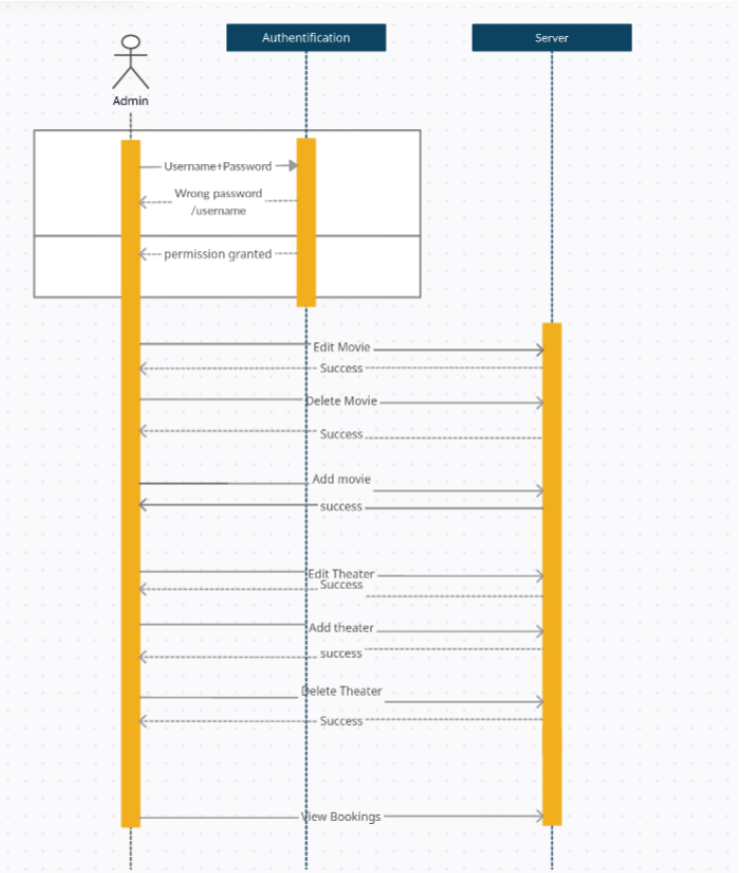 Authentification
Server
Admin
Username+Password
Wrong password
/username
permission granted
Edit Movie
Success
Delete Movie
Success
Add movie
success
Edit Theater
Success
Add theater
success
Delete Theater
Success
View Bookings